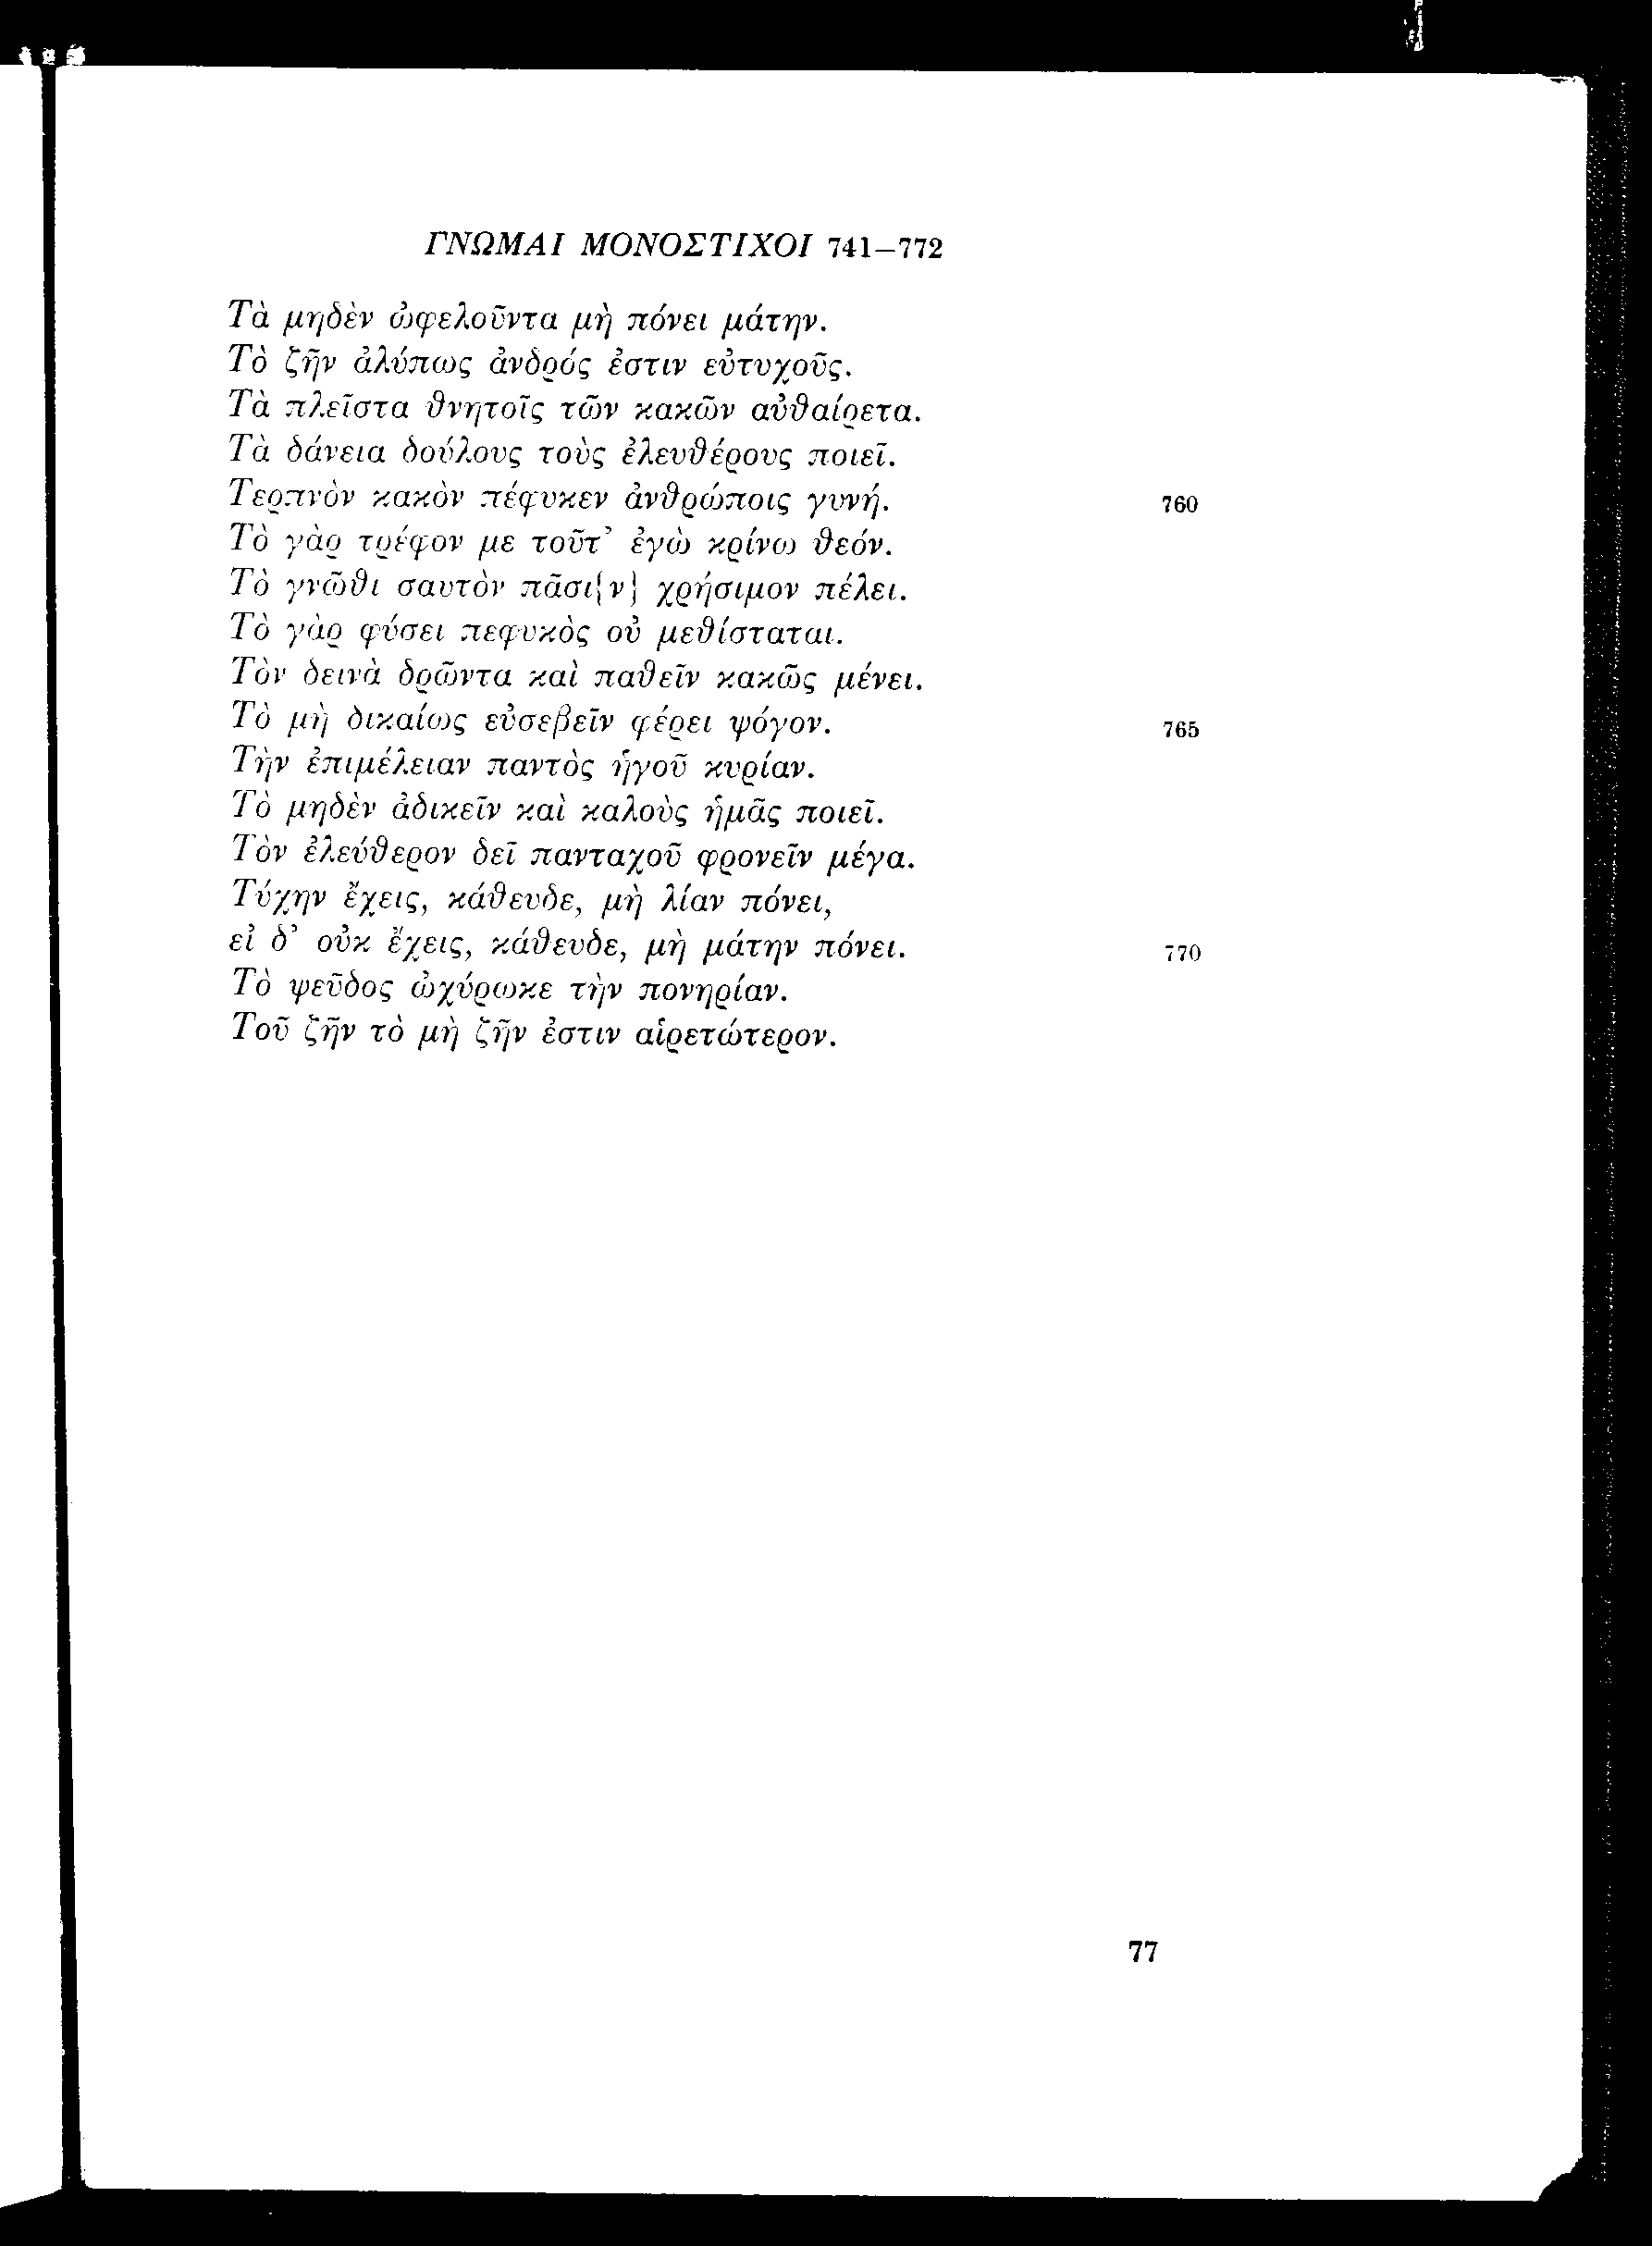 ΓΝΩΜΑΙ ΜΟΝΟΣΤΙΧΟΙ 741–772
Τὰ μηδὲν ὠφελοῦντα μὴ πόνει μάτην.
Τὸ ζῆν ἀλύπως ἀνδρός ἐστιν εὐτυχοῦς.
Τὰ πλεῖστα θνητοῖς τῶν κακῶν αὐθαίρετα.
Τὰ δάνεια δούλους τοὺς ἐλευθέρους ποιεῖ.
Τερπνὸν κακὸν πέφυκεν ἀνθρώποις γυνή. 760
Τὸ γὰρ τρέφον με τοῦτ’ ἐγὼ κρίνω θεόν.
Τὸ γνῶθι σαυτὸν πᾶσι{ν} χρήσιμον πέλει.
Τὸ γὰρ φύσει πεφυκὸς οὐ μεθίσταται.
Τὸν δεινὰ δρῶντα καὶ παθεῖν κακῶς μένει.
Τὸ μὴ δικαίως εὐσεβεῖν φέρει ψόγον. 765
Τὴν ἐπιμέλειαν παντὸς ἡγοῦ κυρίαν.
Τὸ μηδὲν ἀδικεῖν καὶ καλοὺς ἡμᾶς ποιεῖ.
Τὸν ἐλεύθερον δεῖ πανταχοῦ φρονεῖν μέγα.
Τύχην ἔχεις, κάθευδε, μὴ λίαν πόνει,
εἰ δ’ οὐκ ἔχεις, κάθευδε, μὴ μάτην πόνει. 770
Τὸ ψεῦδος ὠχύρωκε τὴν πονηρίαν.
Τοῦ ζῆν τὸ μὴ ζῆν ἐστιν αἱρετώτερον.
77